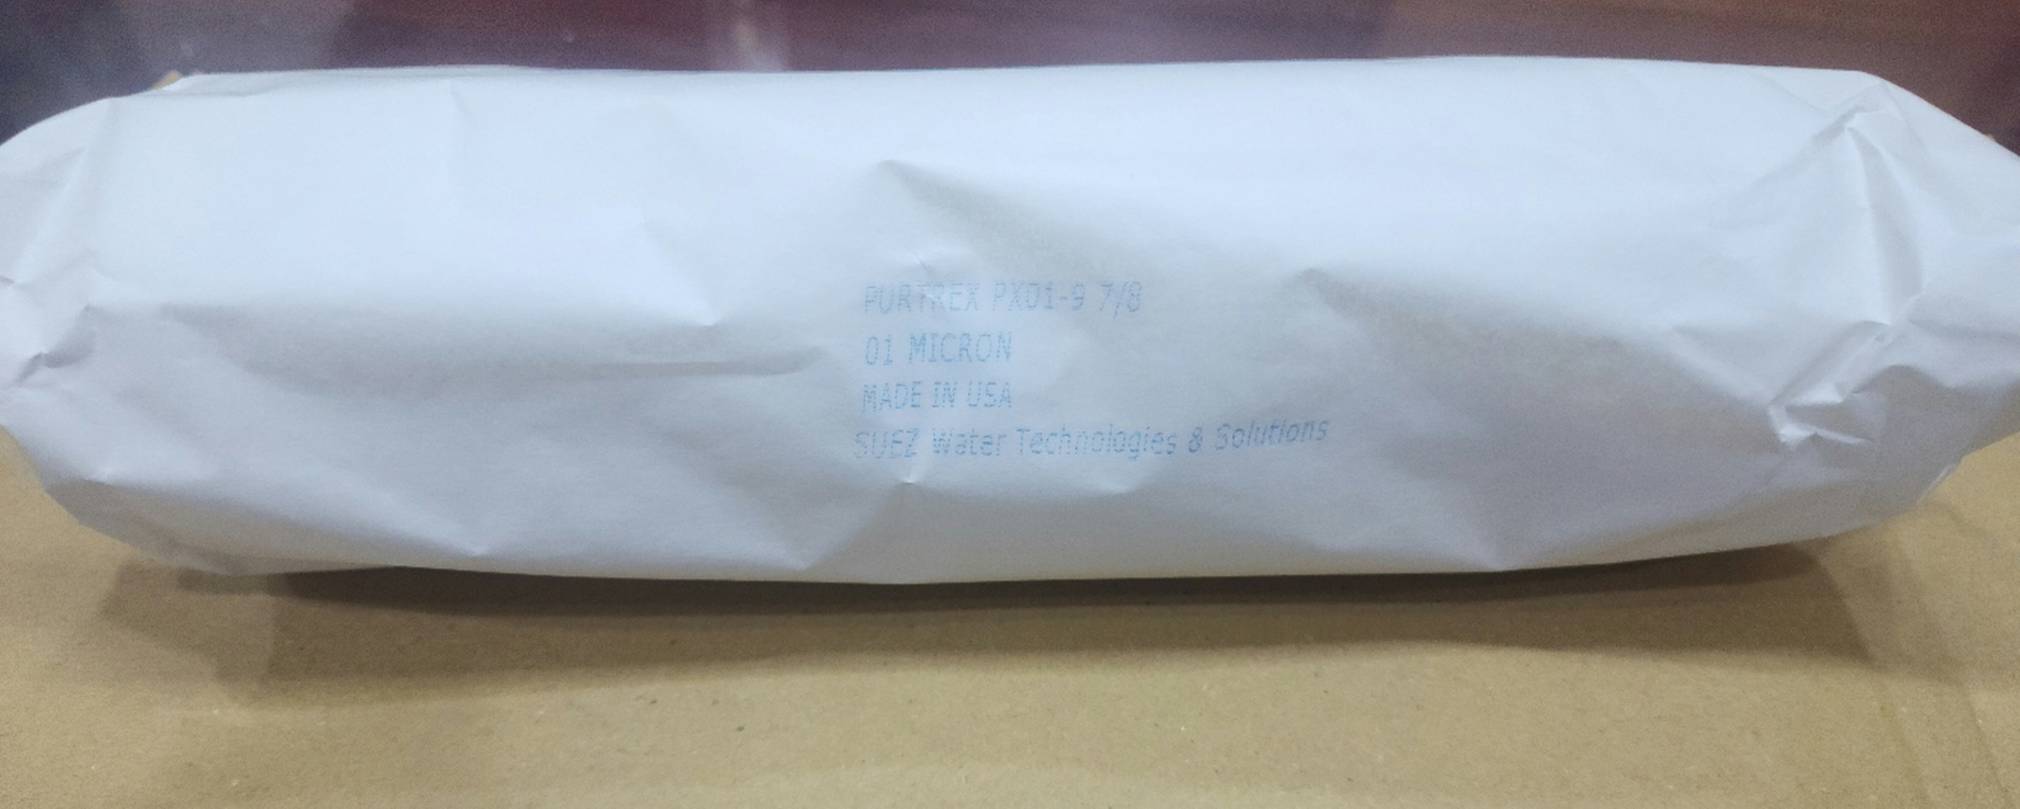 PURTREX PX01-9 7/8
01 MICRON
MADE IN USA
SUEZ Water Technologies & Solutions